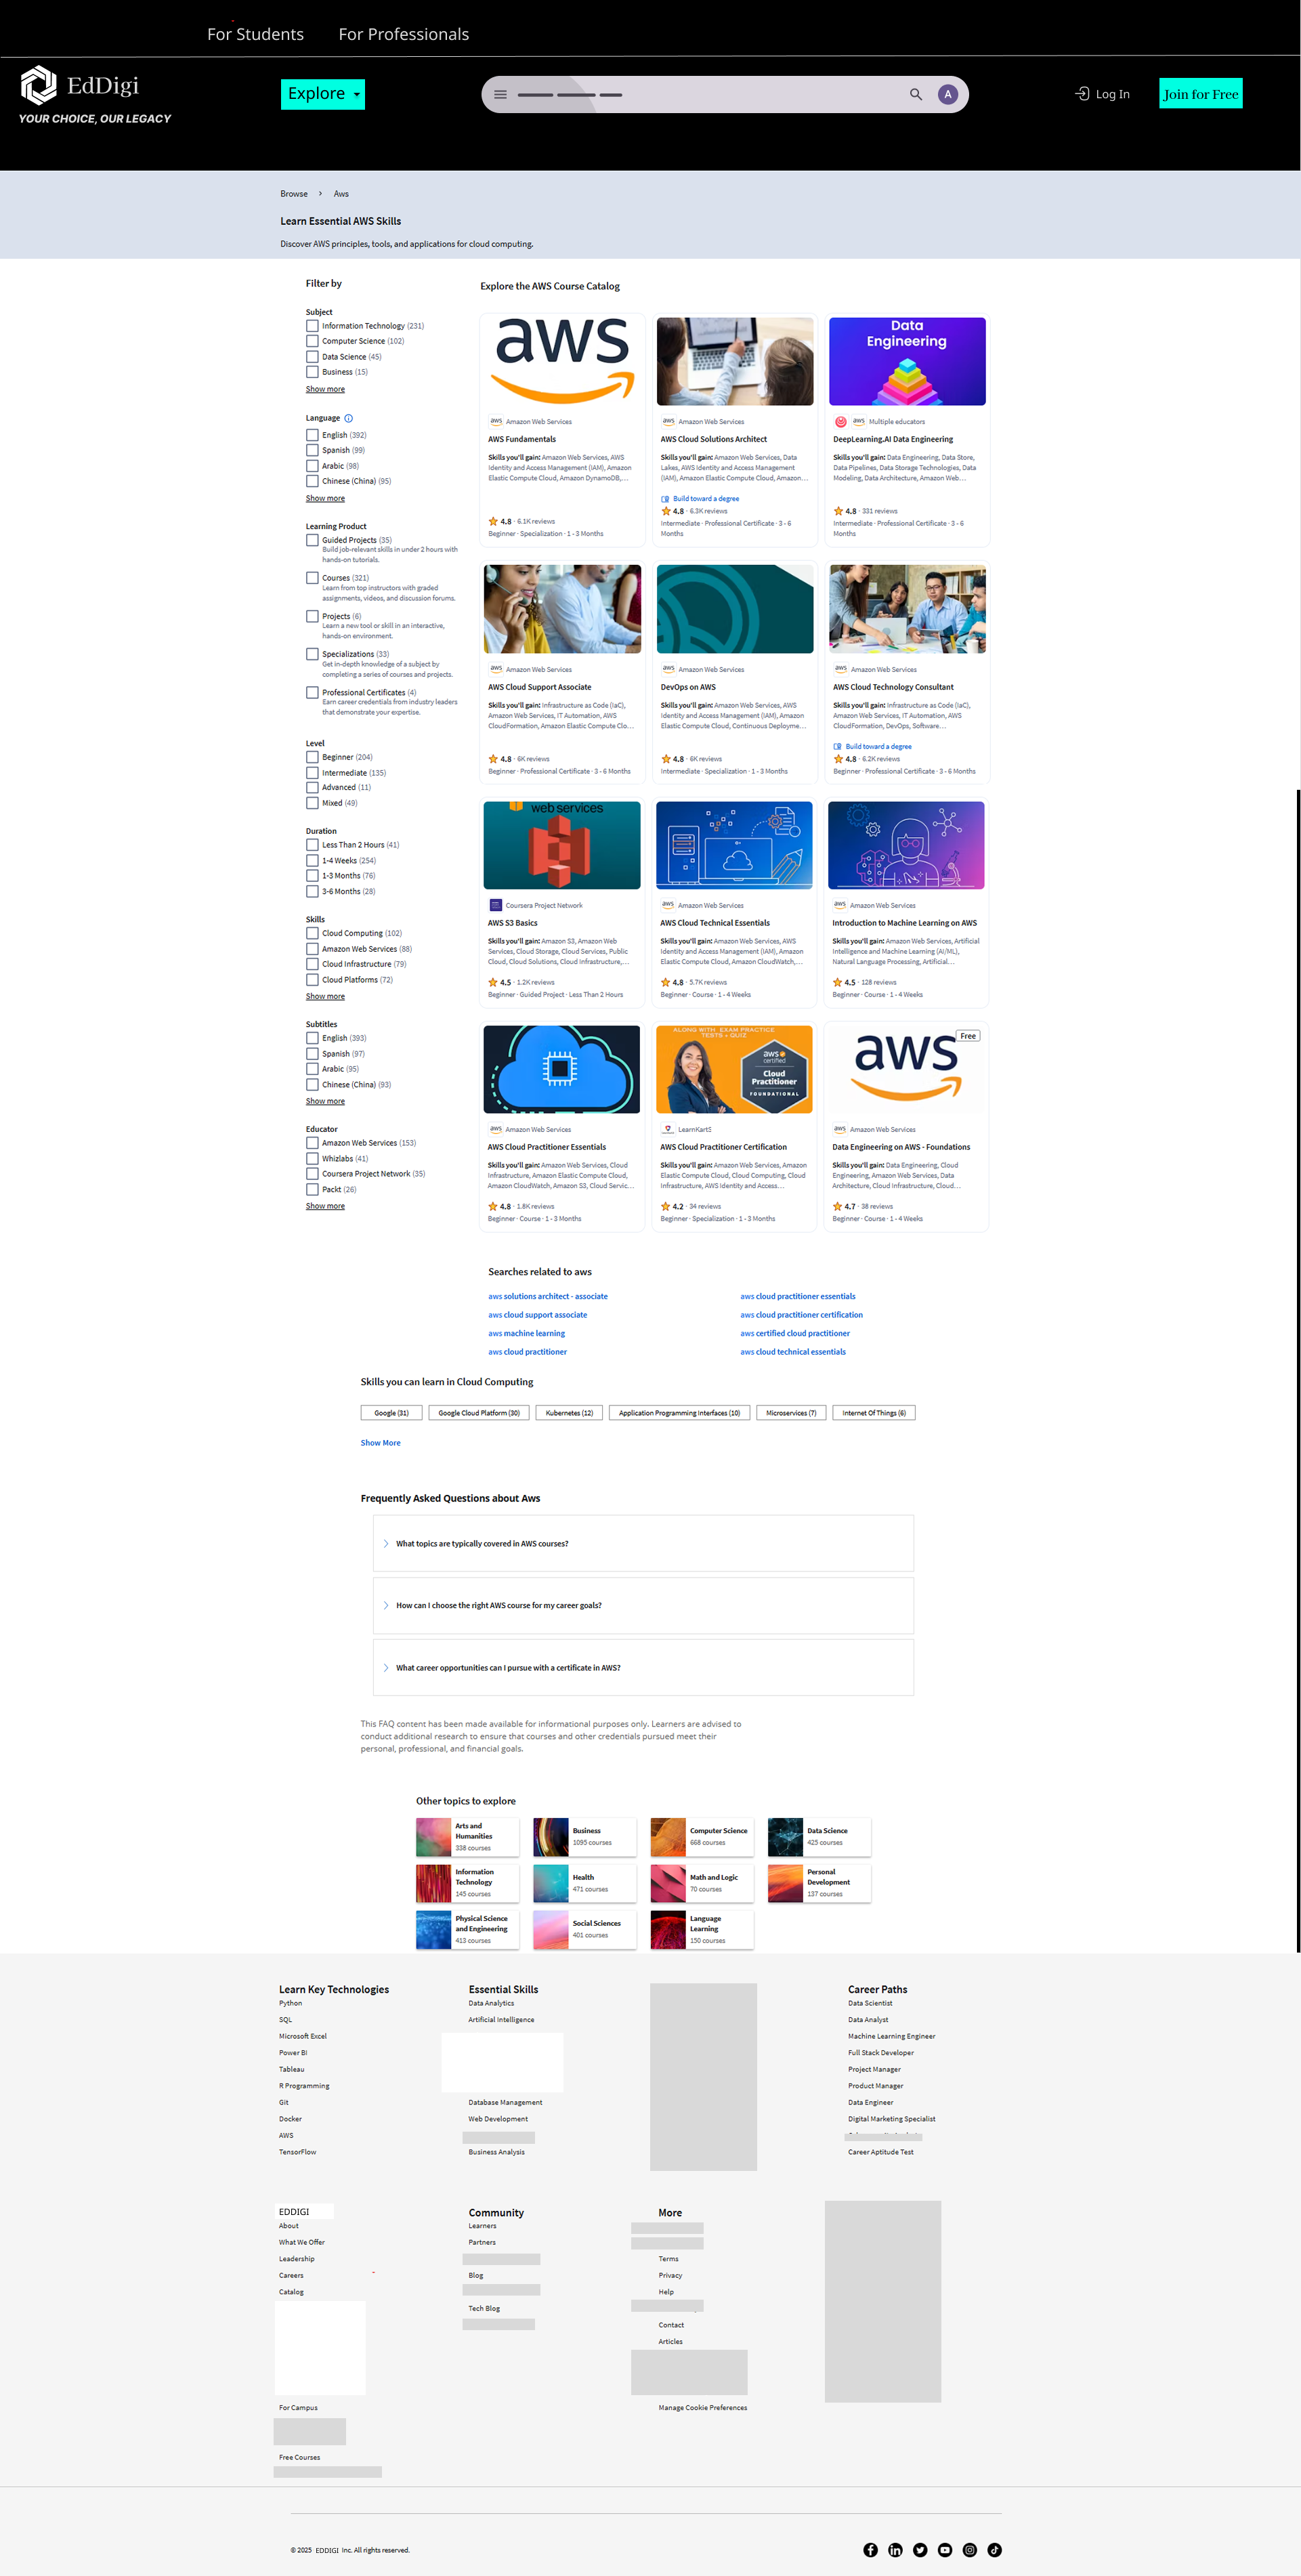 For Students
For Professionals
EdDigi
YOUR CHOICE, OUR LEGACY
Explore
A
Log In
Join for Free
Browse > Aws
Learn Essential AWS Skills
Discover AWS principles, tools, and applications for cloud computing.
Filter by
Subject
Information Technology (231)
Computer Science (102)
Data Science (45)
Business (15)
Show more
Language
English (392)
Spanish (99)
Arabic (98)
Chinese (China) (95)
Show more
Learning Product
Guided Projects (35)
Build job-relevant skills in under 2 hours with
hands-on tutorials.
Courses (321)
Learn from top instructors with graded
assignments, videos, and discussion forums.
Projects (6)
Learn a new tool or skill in an interactive,
hands-on environment.
Specializations (33)
Get in-depth knowledge of a subject by
completing a series of courses and projects.
Professional Certificates (4)
Earn career credentials from industry leaders
that demonstrate your expertise.
Level
Beginner (204)
Intermediate (135)
Advanced (11)
Mixed (49)
Duration
Less Than 2 Hours (41)
1-4 Weeks (254)
1-3 Months (76)
3-6 Months (28)
Skills
Cloud Computing (102)
Amazon Web Services (88)
Cloud Infrastructure (79)
Cloud Platforms (72)
Show more
Subtitles
English (393)
Spanish (97)
Arabic (95)
Chinese (China) (93)
Show more
Educator
Amazon Web Services (153)
Whizlabs (41)
Coursera Project Network (35)
Packt (26)
Show more
Explore the AWS Course Catalog
aws
aws Amazon Web Services
AWS Fundamentals
Skills you'll gain: Amazon Web Services, AWS
Identity and Access Management (IAM), Amazon
Elastic Compute Cloud, Amazon DynamoDB,...
4.8 · 6.1K reviews
Beginner · Specialization · 1 - 3 Months
aws Amazon Web Services
AWS Cloud Solutions Architect
Skills you'll gain: Amazon Web Services, Data
Lakes, AWS Identity and Access Management
(IAM), Amazon Elastic Compute Cloud, Amazon...
Build toward a degree
4.8 · 6.3K reviews
Intermediate · Professional Certificate · 3 - 6
Months
Data
Engineering
aws Multiple educators
DeepLearning.AI Data Engineering
Skills you'll gain: Data Engineering, Data Store,
Data Pipelines, Data Storage Technologies, Data
Modeling, Data Architecture, Amazon Web...
4.8 · 331 reviews
Intermediate · Professional Certificate · 3 - 6
Months
aws Amazon Web Services
AWS Cloud Support Associate
Skills you'll gain: Infrastructure as Code (IaC),
Amazon Web Services, IT Automation, AWS
CloudFormation, Amazon Elastic Compute Clo...
4.8 · 6K reviews
Beginner · Professional Certificate · 3 - 6 Months
aws Amazon Web Services
DevOps on AWS
Skills you'll gain: Amazon Web Services, AWS
Identity and Access Management (IAM), Amazon
Elastic Compute Cloud, Continuous Deployme...
4.8 · 6K reviews
Intermediate · Specialization · 1 - 3 Months
aws Amazon Web Services
AWS Cloud Technology Consultant
Skills you'll gain: Infrastructure as Code (IaC),
Amazon Web Services, IT Automation, AWS
CloudFormation, DevOps, Software...
Build toward a degree
4.8 · 6.2K reviews
Beginner · Professional Certificate · 3 - 6 Months
web services
Coursera Project Network
AWS S3 Basics
Skills you'll gain: Amazon S3, Amazon Web
Services, Cloud Storage, Cloud Services, Public
Cloud, Cloud Solutions, Cloud Infrastructure,...
4.5 · 1.2K reviews
Beginner · Guided Project · Less Than 2 Hours
aws Amazon Web Services
AWS Cloud Technical Essentials
Skills you'll gain: Amazon Web Services, AWS
Identity and Access Management (IAM), Amazon
Elastic Compute Cloud, Amazon CloudWatch,...
4.8 · 5.7K reviews
Beginner · Course · 1 - 4 Weeks
aws Amazon Web Services
Introduction to Machine Learning on AWS
Skills you'll gain: Amazon Web Services, Artificial
Intelligence and Machine Learning (AI/ML),
Natural Language Processing, Artificial...
4.5 · 128 reviews
Beginner · Course · 1 - 4 Weeks
aws Amazon Web Services
AWS Cloud Practitioner Essentials
Skills you'll gain: Amazon Web Services, Cloud
Infrastructure, Amazon Elastic Compute Cloud,
Amazon CloudWatch, Amazon S3, Cloud Servic...
4.8 · 1.8K reviews
Beginner · Course · 1 - 3 Months
ALONG WITH EXAM PRACTICE
TESTS + QUIZ
aws
certified
Cloud
Practitioner
FOUNDATIONAL
LearnKartS
AWS Cloud Practitioner Certification
Skills you'll gain: Amazon Web Services, Amazon
Elastic Compute Cloud, Cloud Computing, Cloud
Infrastructure, AWS Identity and Access...
4.2 · 34 reviews
Beginner · Specialization · 1 - 3 Months
Free
aws
aws Amazon Web Services
Data Engineering on AWS - Foundations
Skills you'll gain: Data Engineering, Cloud
Engineering, Amazon Web Services, Data
Architecture, Cloud Infrastructure, Cloud...
4.7 · 38 reviews
Beginner · Course · 1 - 4 Weeks
Searches related to aws
aws solutions architect - associate
aws cloud support associate
aws machine learning
aws cloud practitioner
aws cloud practitioner essentials
aws cloud practitioner certification
aws certified cloud practitioner
aws cloud technical essentials
Skills you can learn in Cloud Computing
Google (31)
Google Cloud Platform (30)
Kubernetes (12)
Application Programming Interfaces (10)
Microservices (7)
Internet Of Things (6)
Show More
Frequently Asked Questions about Aws
What topics are typically covered in AWS courses?
How can I choose the right AWS course for my career goals?
What career opportunities can I pursue with a certificate in AWS?
This FAQ content has been made available for informational purposes only. Learners are advised to
conduct additional research to ensure that courses and other credentials pursued meet their
personal, professional, and financial goals.
Other topics to explore
Arts and
Humanities
338 courses
Business
1095 courses
Computer Science
668 courses
Data Science
425 courses
Information
Technology
145 courses
Health
471 courses
Math and Logic
70 courses
Personal
Development
137 courses
Physical Science
and Engineering
413 courses
Social Sciences
401 courses
Language
Learning
150 courses
Learn Key Technologies
Python
SQL
Microsoft Excel
Power BI
Tableau
R Programming
Git
Docker
AWS
TensorFlow
Essential Skills
Data Analytics
Artificial Intelligence
Database Management
Web Development
Business Analysis
Career Paths
Data Scientist
Data Analyst
Machine Learning Engineer
Full Stack Developer
Project Manager
Product Manager
Data Engineer
Digital Marketing Specialist
Career Aptitude Test
EDDIGI
About
What We Offer
Leadership
Careers
Catalog
For Campus
Free Courses
Community
Learners
Partners
Blog
Tech Blog
More
Terms
Privacy
Help
Contact
Articles
Manage Cookie Preferences
© 2025 EDDIGI Inc. All rights reserved.